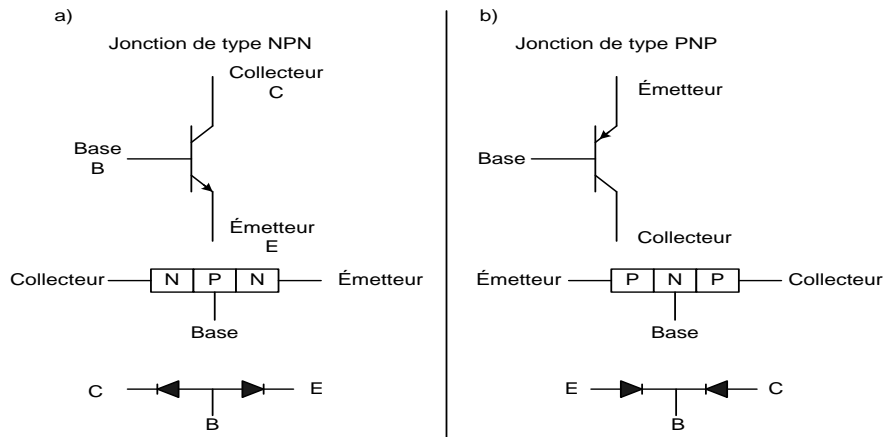 a)
Jonction de type NPN
Collecteur
C
Base
B
Émetteur
E
Collecteur N P N Émetteur
Base
C E
B
b)
Jonction de type PNP
Émetteur
Base
Collecteur
Émetteur P N P Collecteur
Base
E C
B